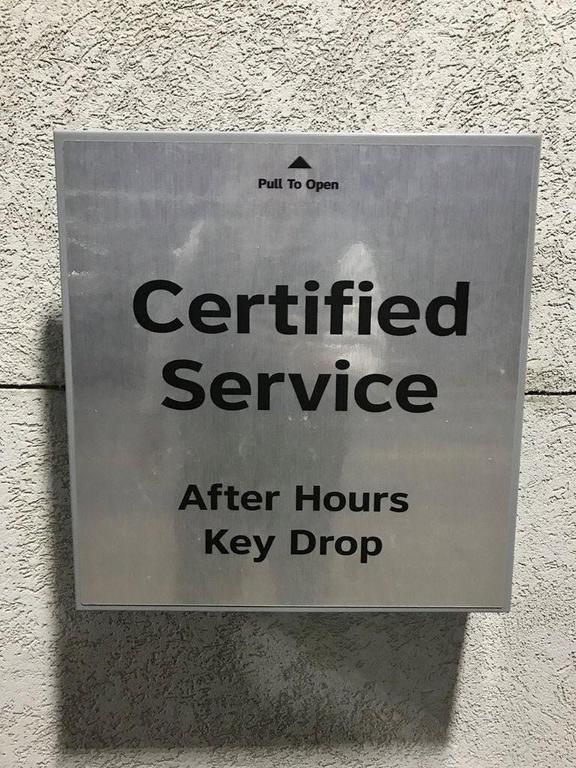 Pull To Open
Certified
Service
After Hours
Key Drop